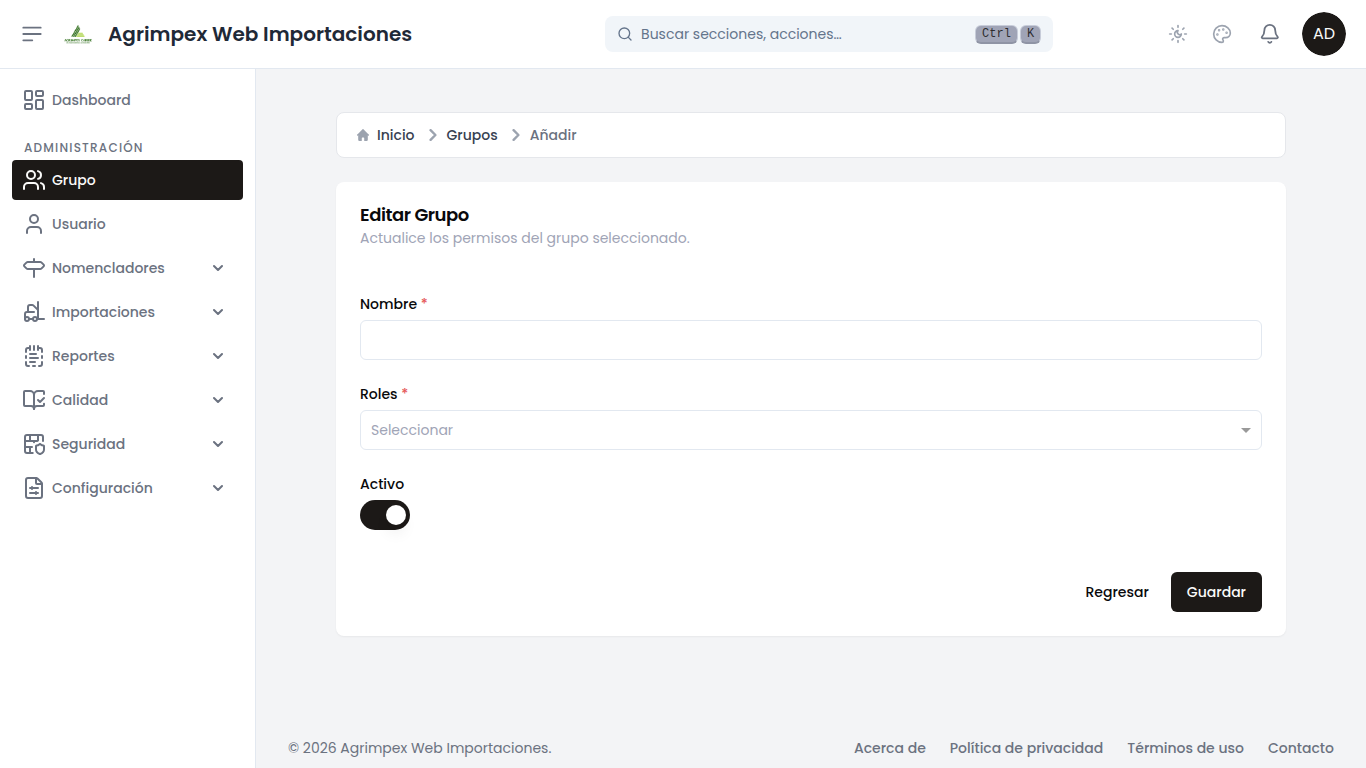 Agrimpex Web Importaciones
Buscar secciones, acciones...
Ctrl K
AD
Dashboard
ADMINISTRACIÓN
Grupo
Usuario
Nomencladores
Importaciones
Reportes
Calidad
Seguridad
Configuración
Inicio > Grupos > Añadir
Editar Grupo
Actualice los permisos del grupo seleccionado.
Nombre *
Roles *
Seleccionar
Activo
Regresar
Guardar
© 2026 Agrimpex Web Importaciones.
Acerca de
Política de privacidad
Términos de uso
Contacto